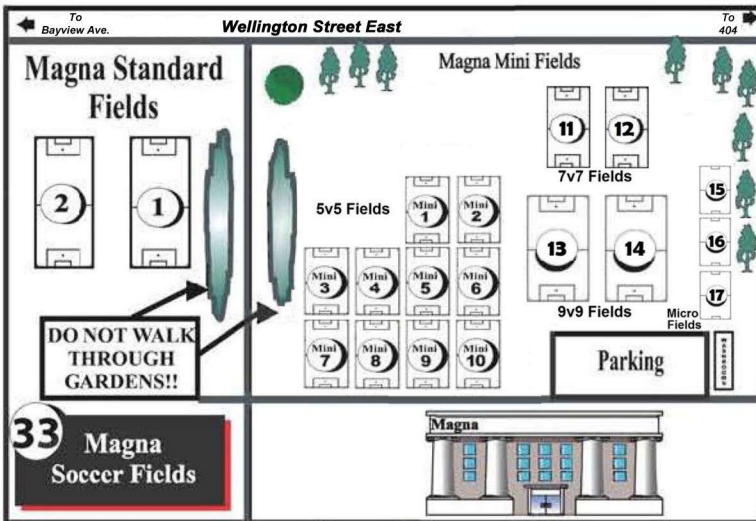 To
Bayview Ave.
Wellington Street East
To
404
Magna Standard
Fields
2
1
DO NOT WALK
THROUGH
GARDENS!!
Magna Mini Fields
11
12
7v7 Fields
5v5 Fields
Mini
1
Mini
2
Mini
3
Mini
4
Mini
5
Mini
6
Mini
7
Mini
8
Mini
9
Mini
10
13
14
9v9 Fields
15
16
17
Micro
Fields
Parking
WASHROOMS
33
Magna
Soccer Fields
Magna